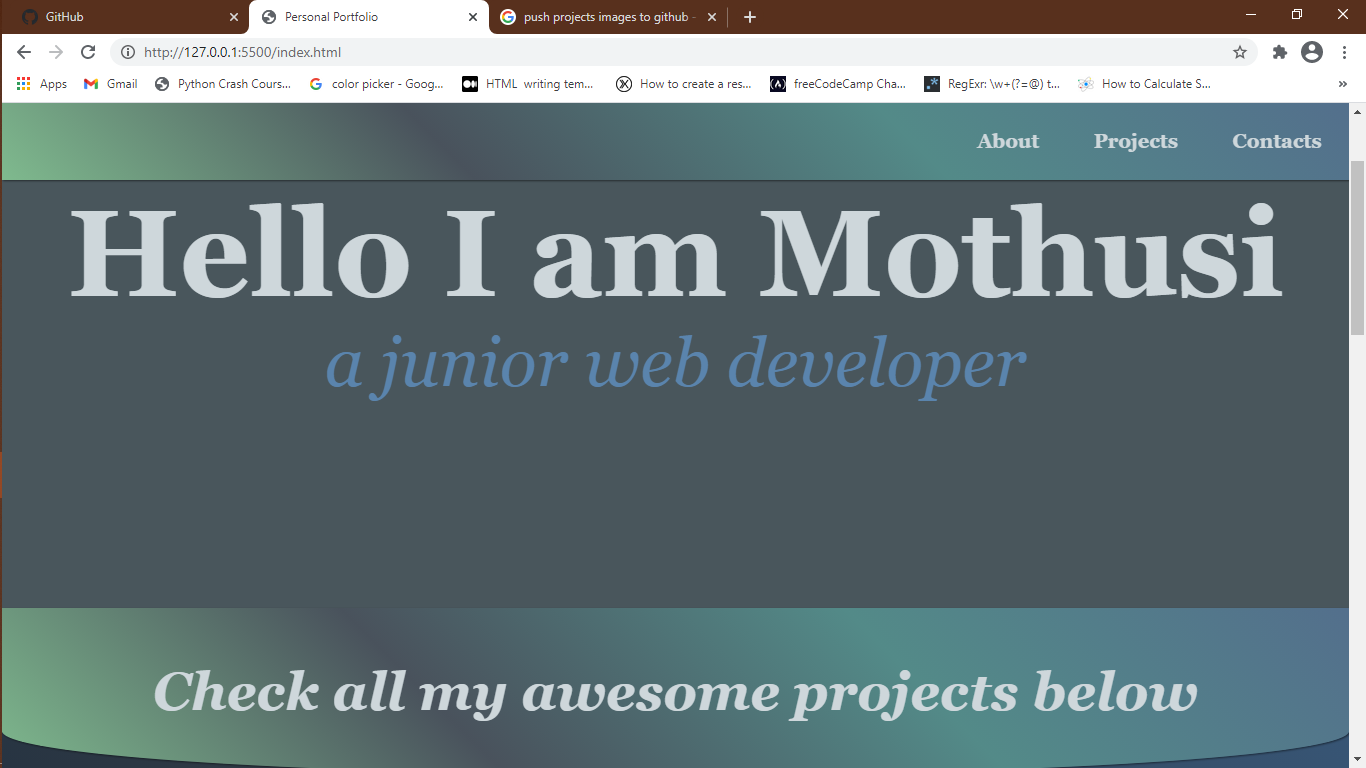 GitHub
Personal Portfolio
push projects images to github -
http://127.0.0.1:5500/index.html
Apps
Gmail
Python Crash Cours...
color picker - Goog...
HTML writing tem...
How to create a res...
freeCodeCamp Cha...
RegExr: \w+(?=@) t...
How to Calculate S...
»
About
Projects
Contacts
Hello I am Mothusi
a junior web developer
Check all my awesome projects below